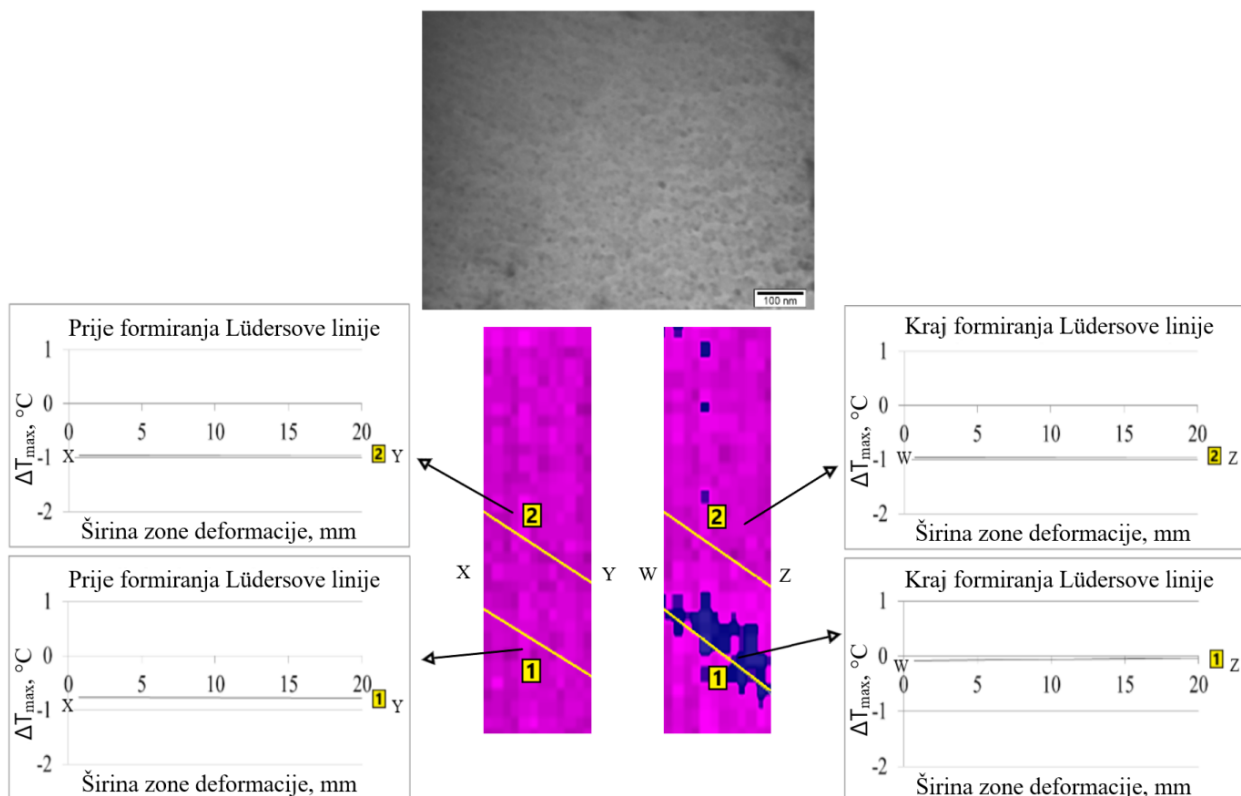 100 nm
Prije formiranja Lüdersove linije
1
0
-1
-2
0 5 10 15 20
ΔTmax, °C
X
2 Y
Širina zone deformacije, mm
Prije formiranja Lüdersove linije
1
0
-1
-2
0 5 10 15 20
ΔTmax, °C
X
1 Y
Širina zone deformacije, mm
2
X Y
1
2
W Z
1
Kraj formiranja Lüdersove linije
1
0
-1
-2
0 5 10 15 20
ΔTmax, °C
W
2 Z
Širina zone deformacije, mm
Kraj formiranja Lüdersove linije
1
0
-1
-2
0 5 10 15 20
ΔTmax, °C
W
1 Z
Širina zone deformacije, mm